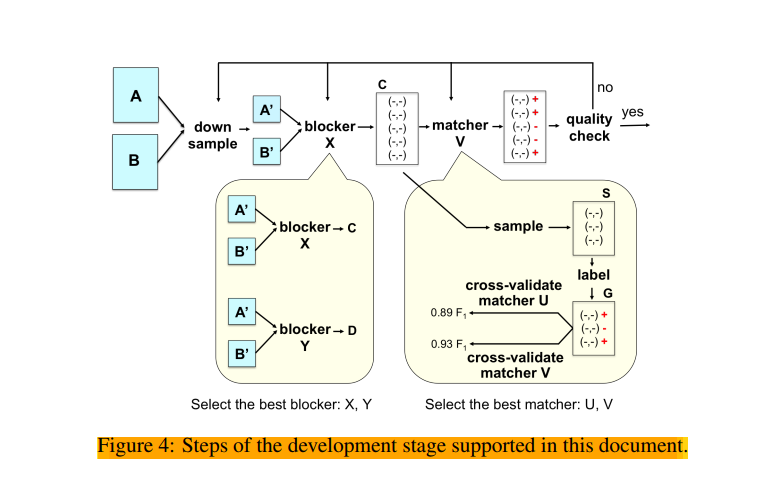 A
B
down
sample
A'
B'
blocker
X
C
(-,-)
(-,-)
(-,-)
(-,-)
(-,-)
matcher
V
(-,-) +
(-,-) +
(-,-) -
(-,-) -
(-,-) +
quality
check
no
yes
A'
B'
blocker
X
C
A'
B'
blocker
Y
D
sample
S
(-,-)
(-,-)
(-,-)
label
G
(-,-) +
(-,-) -
(-,-) +
cross-validate
matcher U
0.89 F1
0.93 F1
cross-validate
matcher V
Select the best blocker: X, Y
Select the best matcher: U, V
Figure 4: Steps of the development stage supported in this document.